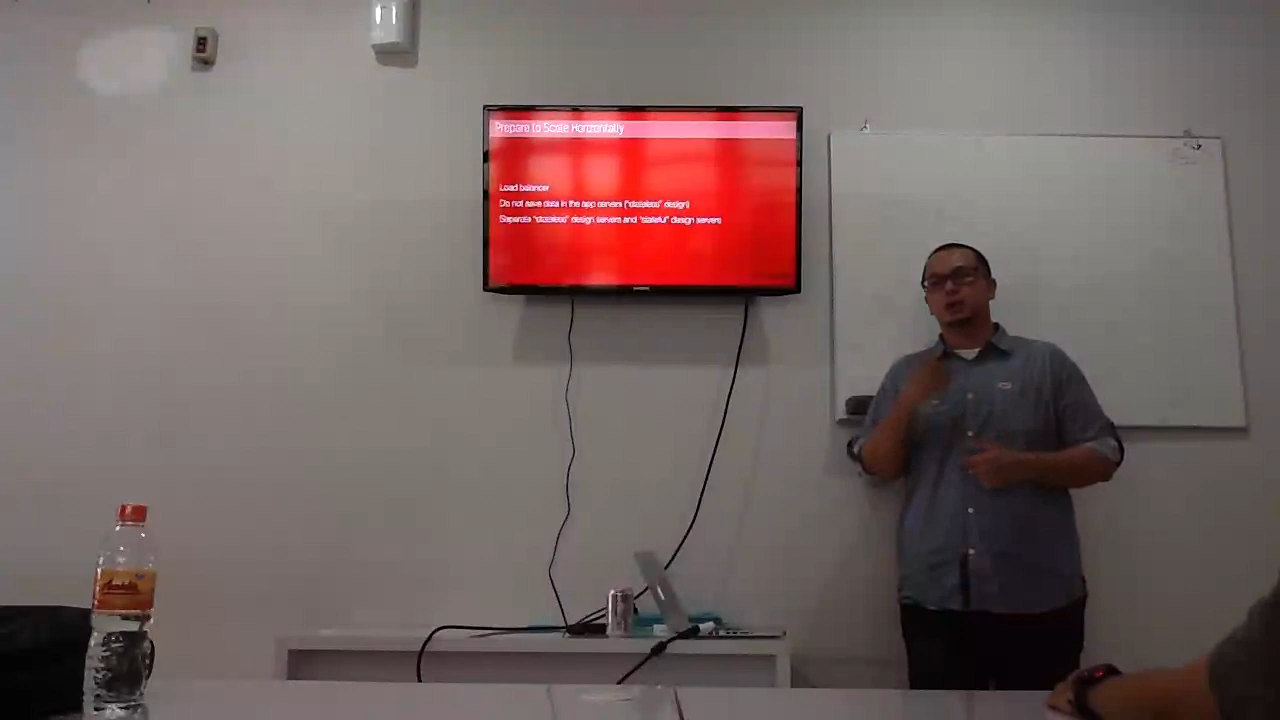 Prepare to Scale Horizontally
Load balancer
Do not save data in the app servers ("stateless" design)
Separate "stateless" design servers and "stateful" design servers
SAMSUNG